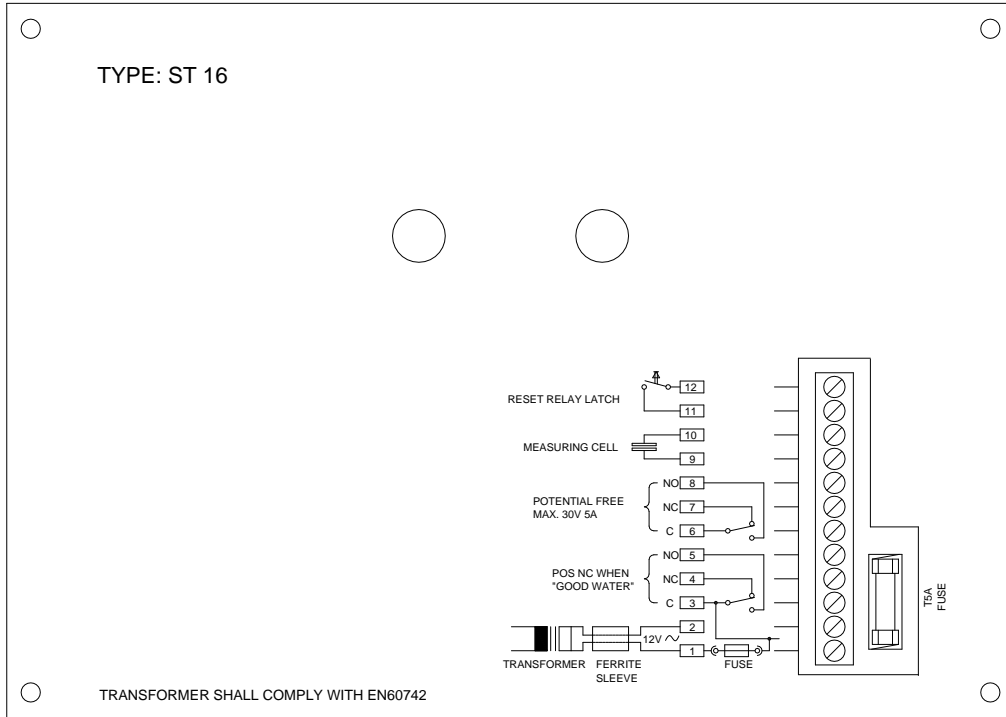 TYPE: ST 16
RESET RELAY LATCH
12
11
MEASURING CELL
10
9
POTENTIAL FREE
MAX. 30V 5A
NO 8
NC 7
C 6
POS NC WHEN
"GOOD WATER"
NO 5
NC 4
C 3
2
12V
1
TRANSFORMER
FERRITE
SLEEVE
FUSE
T5A
FUSE
TRANSFORMER SHALL COMPLY WITH EN60742